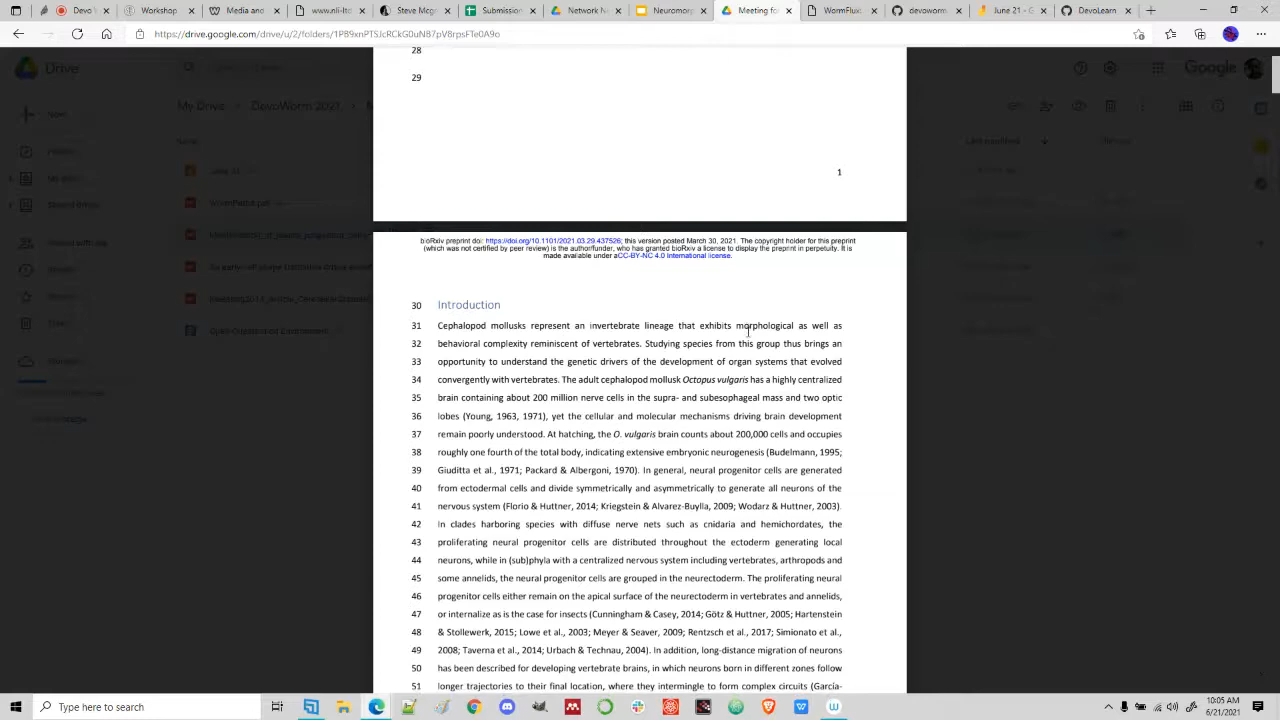 https://drive.google.com/drive/u/2/folders/1PB9xnPTSJcRCkG0uNB7pV8rpsFTe0A9o
Drive
Google
My Drive
DevoWorm 2021
28
29
1
bioRxiv preprint doi: https://doi.org/10.1101/2021.03.29.437526; this version posted March 30, 2021. The copyright holder for this preprint
(which was not certified by peer review) is the author/funder, who has granted bioRxiv a license to display the preprint in perpetuity. It is
made available under aCC-BY-NC 4.0 International license.
30 Introduction
31 Cephalopod mollusks represent an invertebrate lineage that exhibits morphological as well as
32 behavioral complexity reminiscent of vertebrates. Studying species from this group thus brings an
33 opportunity to understand the genetic drivers of the development of organ systems that evolved
34 convergently with vertebrates. The adult cephalopod mollusk Octopus vulgaris has a highly centralized
35 brain containing about 200 million nerve cells in the supra- and subesophageal mass and two optic
36 lobes (Young, 1963, 1971), yet the cellular and molecular mechanisms driving brain development
37 remain poorly understood. At hatching, the O. vulgaris brain counts about 200,000 cells and occupies
38 roughly one fourth of the total body, indicating extensive embryonic neurogenesis (Budelmann, 1995;
39 Giuditta et al., 1971; Packard & Albergoni, 1970). In general, neural progenitor cells are generated
40 from ectodermal cells and divide symmetrically and asymmetrically to generate all neurons of the
41 nervous system (Florio & Huttner, 2014; Kriegstein & Alvarez-Buylla, 2009; Wodarz & Huttner, 2003).
42 In clades harboring species with diffuse nerve nets such as cnidaria and hemichordates, the
43 proliferating neural progenitor cells are distributed throughout the ectoderm generating local
44 neurons, while in (sub)phyla with a centralized nervous system including vertebrates, arthropods and
45 some annelids, the neural progenitor cells are grouped in the neurectoderm. The proliferating neural
46 progenitor cells either remain on the apical surface of the neurectoderm in vertebrates and annelids,
47 or internalize as is the case for insects (Cunningham & Casey, 2014; Götz & Huttner, 2005; Hartenstein
48 & Stollewerk, 2015; Lowe et al., 2003; Meyer & Seaver, 2009; Rentzsch et al., 2017; Simionato et al.,
49 2008; Taverna et al., 2014; Urbach & Technau, 2004). In addition, long-distance migration of neurons
50 has been described for developing vertebrate brains, in which neurons born in different zones follow
51 longer trajectories to their final location, where they intermingle to form complex circuits (García-
Type here to search
10:05 AM
6/21/2021